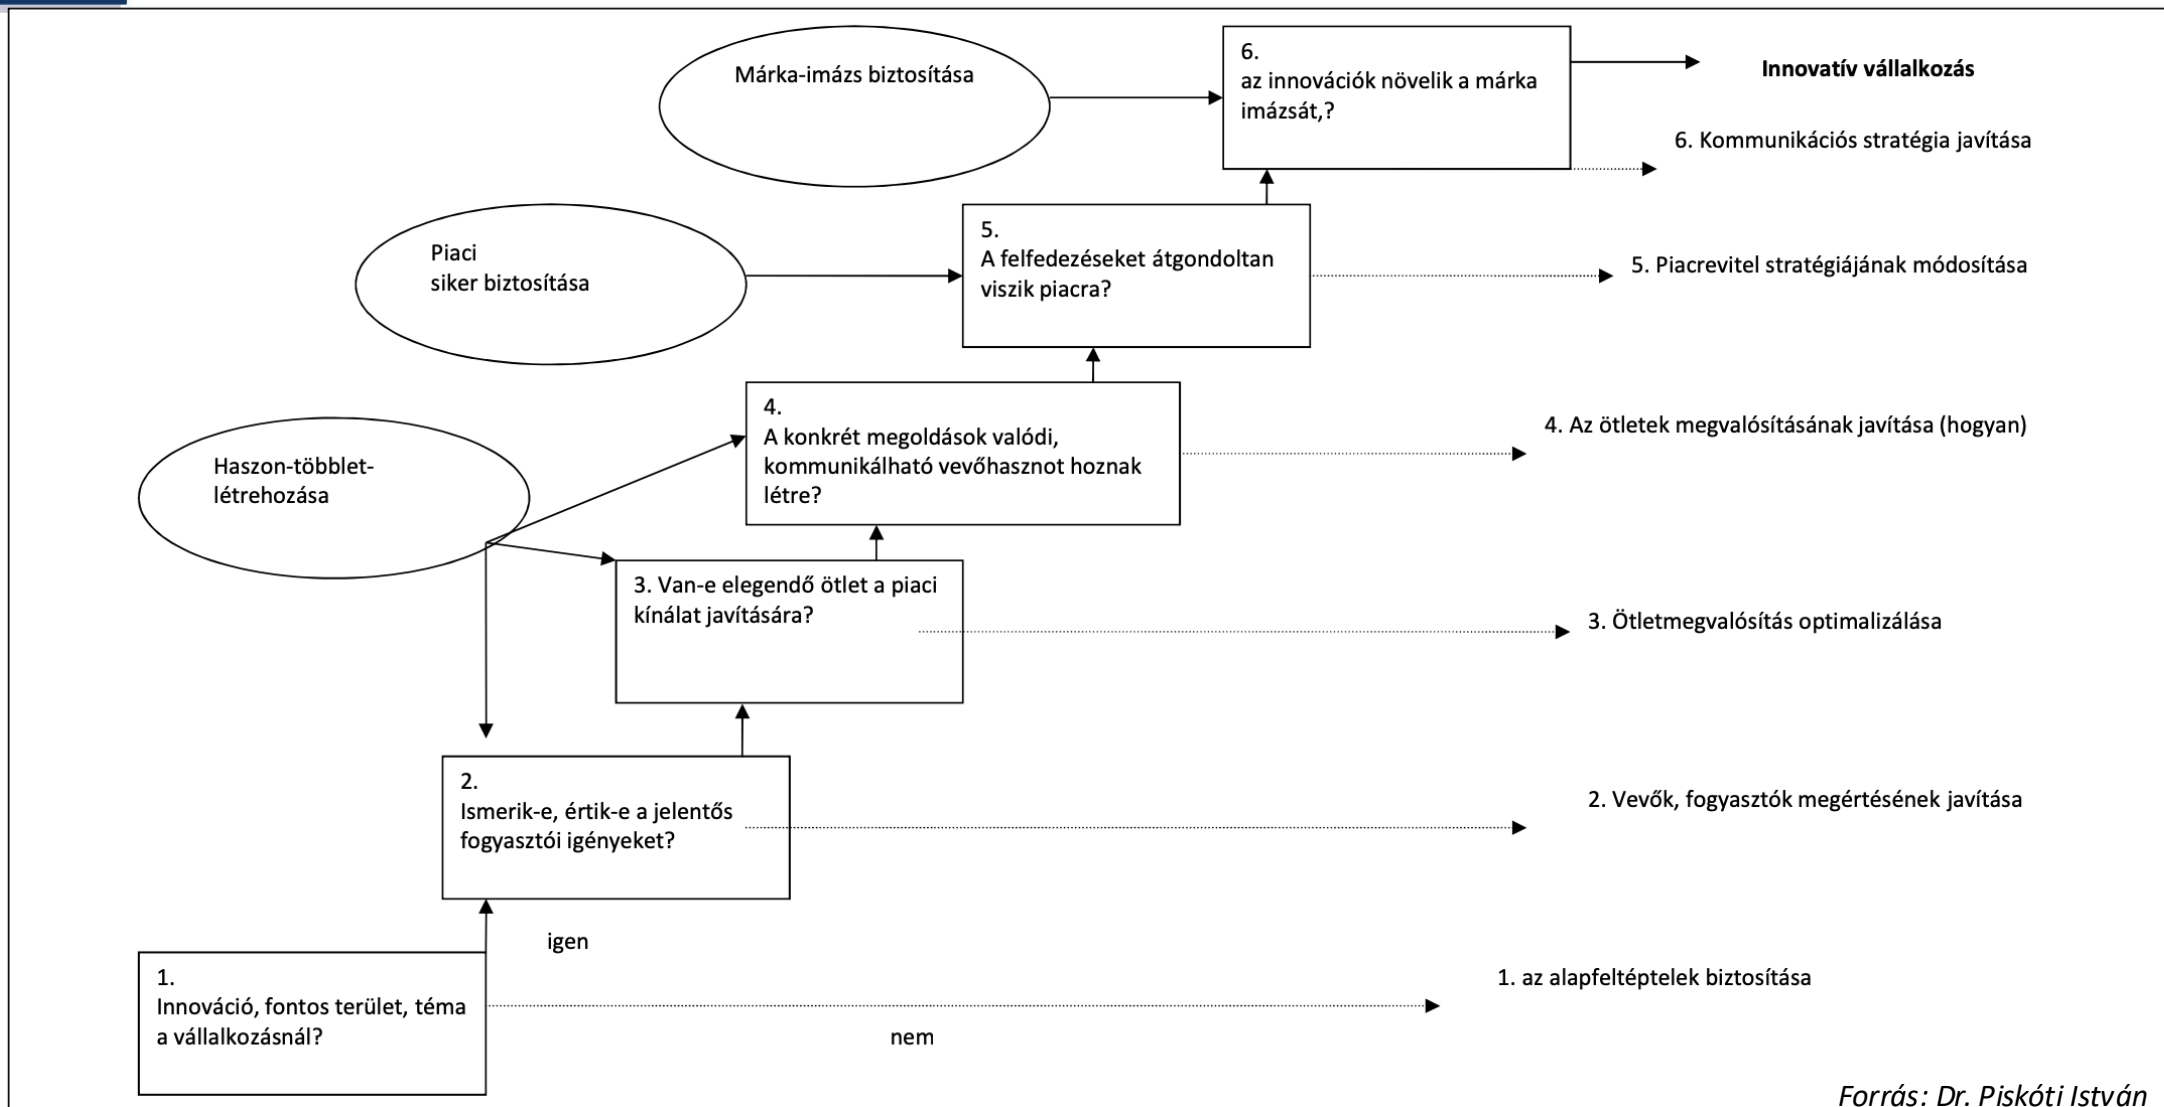 Márka-imázs biztosítása
6.
az innovációk növelik a márka
imázsát,?
Innovatív vállalkozás
6. Kommunikációs stratégia javítása
Piaci
siker biztosítása
5.
A felfedezéseket átgondoltan
viszik piacra?
5. Piacrevitel stratégiájának módosítása
Haszon-többlet-
létrehozása
4.
A konkrét megoldások valódi,
kommunikálható vevőhasznot hoznak
létre?
4. Az ötletek megvalósításának javítása (hogyan)
3. Van-e elegendő ötlet a piaci
kínálat javítására?
3. Ötletmegvalósítás optimalizálása
2.
Ismerik-e, értik-e a jelentős
fogyasztói igényeket?
2. Vevők, fogyasztók megértésének javítása
igen
1.
Innováció, fontos terület, téma
a vállalkozásnál?
1. az alapfeltéptelek biztosítása
nem
Forrás: Dr. Piskóti István